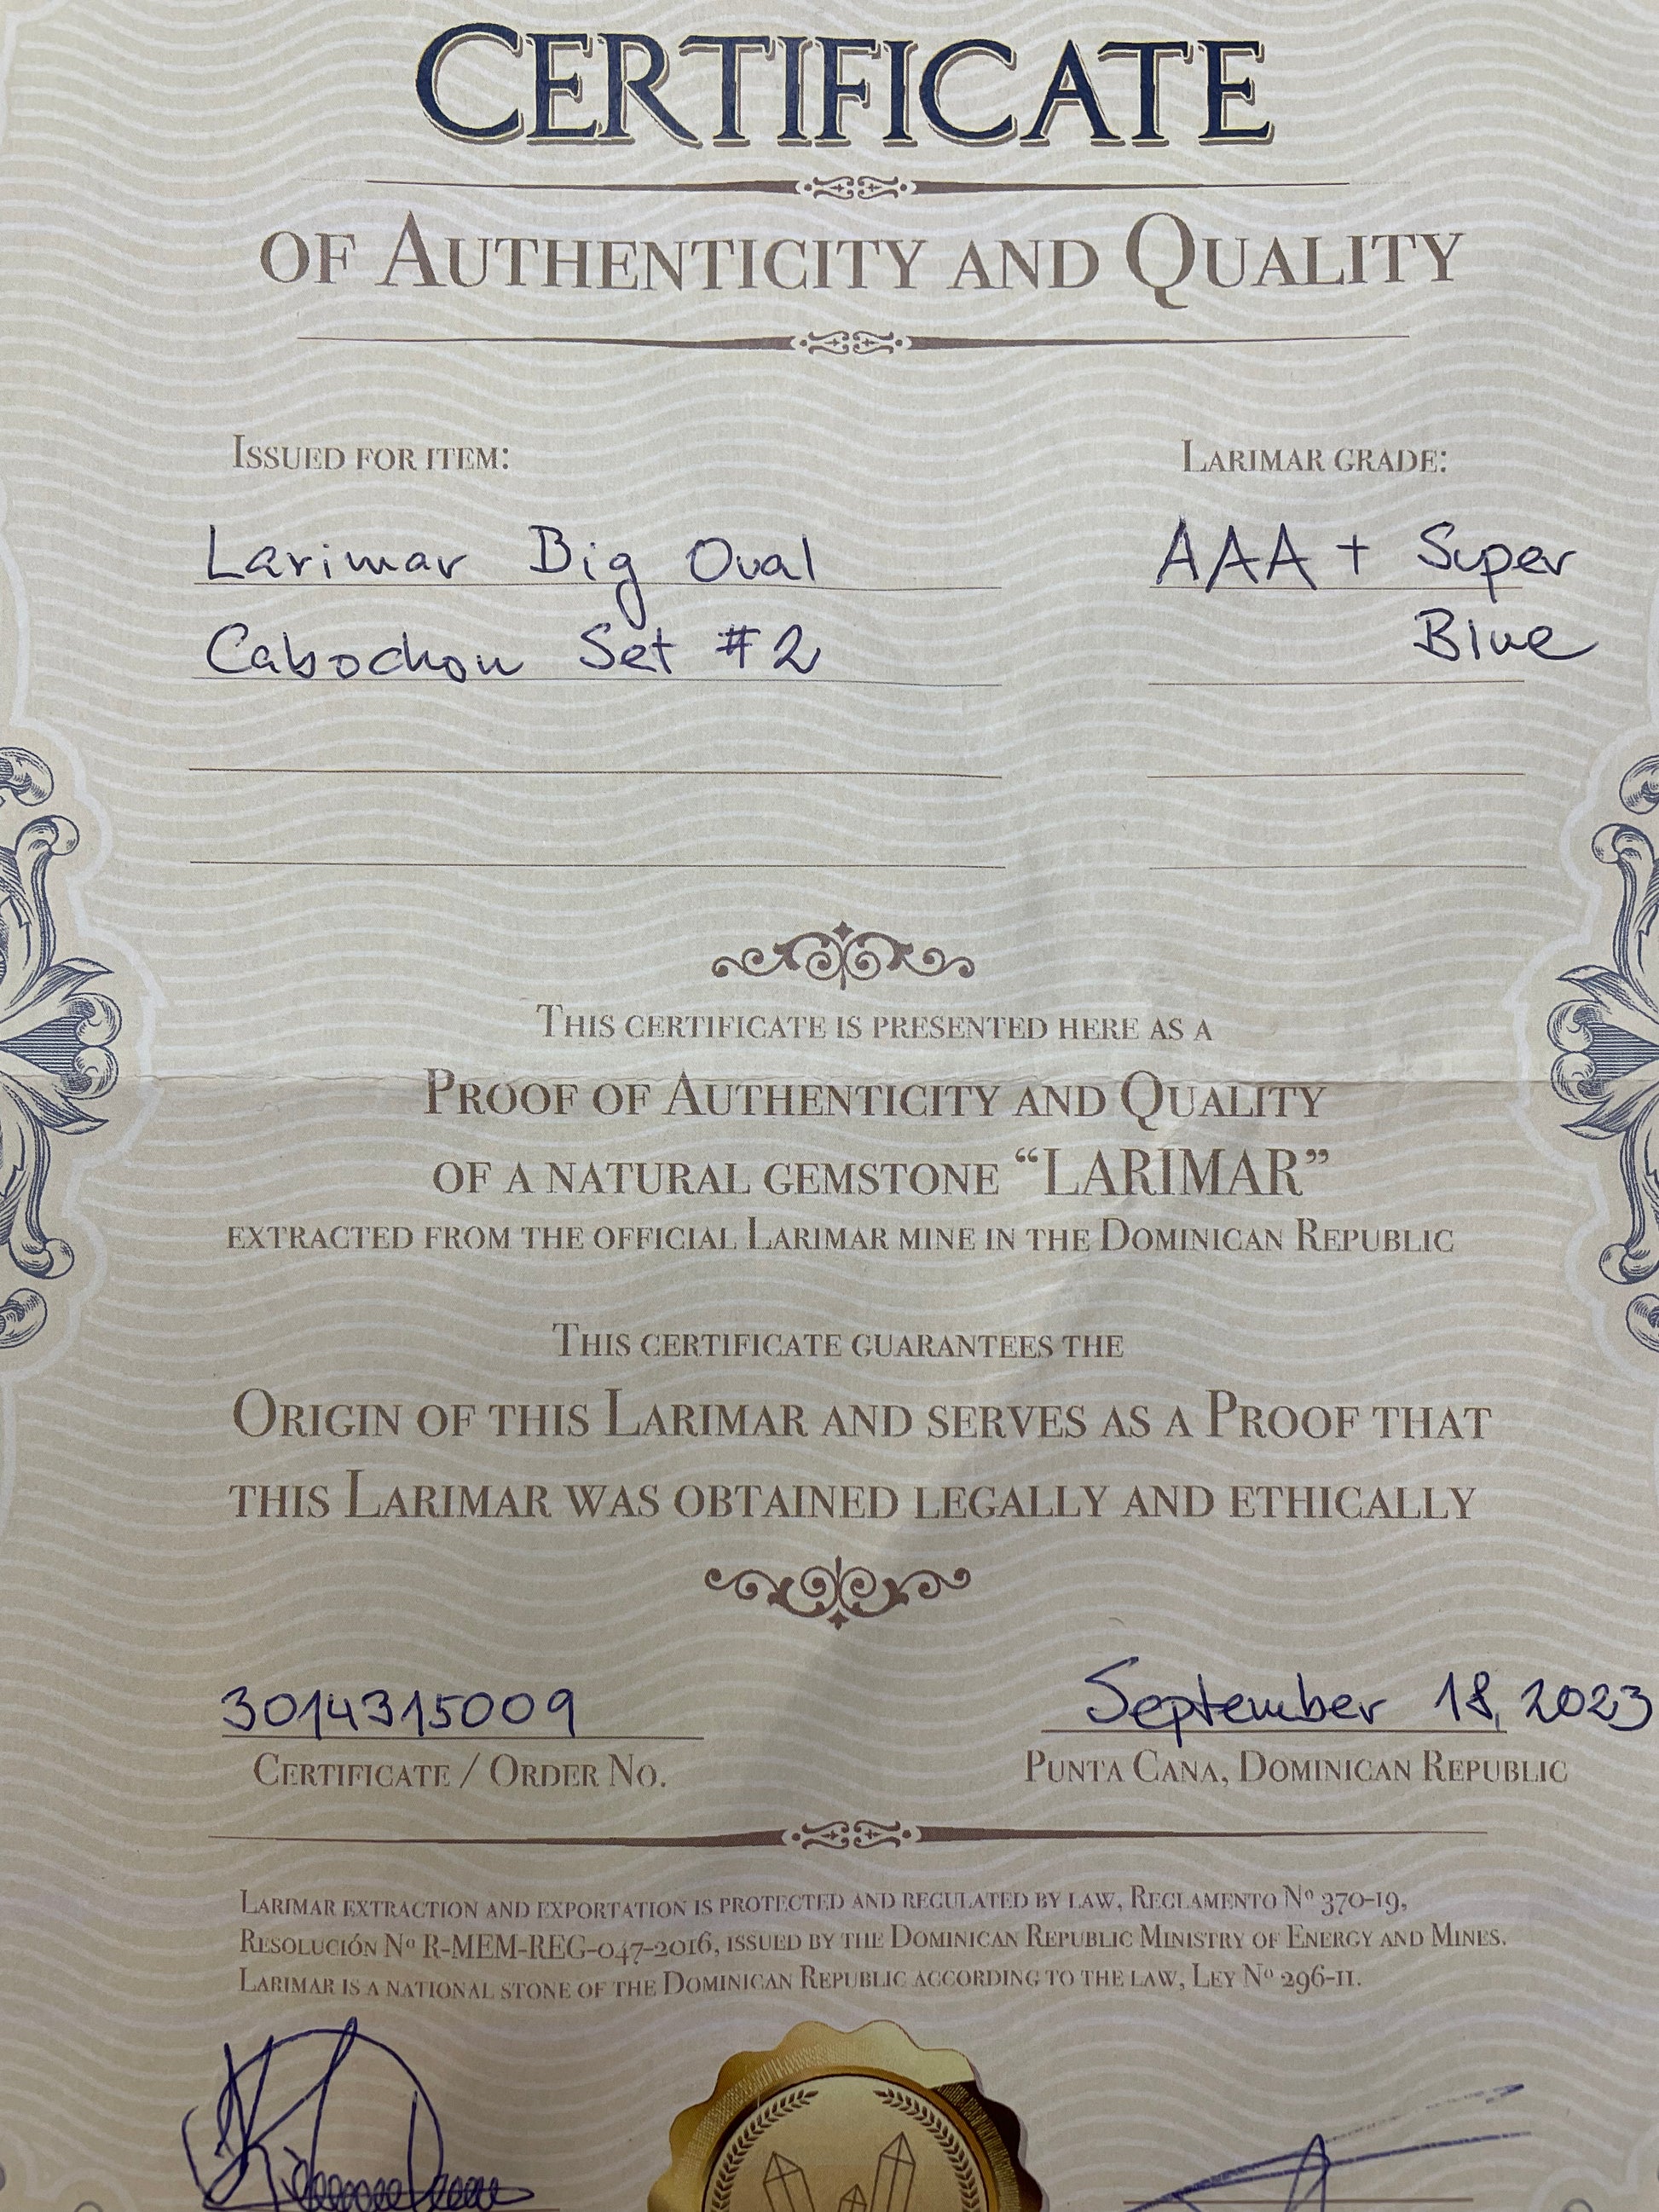 CERTIFICATE
OF AUTHENTICITY AND QUALITY
ISSUED FOR ITEM:
LARIMAR GRADE:
Larimar Big Oval
AAA + Super
Cabochon Set #2
Blue
THIS CERTIFICATE IS PRESENTED HERE AS A
PROOF OF AUTHENTICITY AND QUALITY
OF A NATURAL GEMSTONE “LARIMAR”
EXTRACTED FROM THE OFFICIAL LARIMAR MINE IN THE DOMINICAN REPUBLIC
THIS CERTIFICATE GUARANTEES THE
ORIGIN OF THIS LARIMAR AND SERVES AS A PROOF THAT
THIS LARIMAR WAS OBTAINED LEGALLY AND ETHICALLY
3014315009
September 18, 2023
CERTIFICATE / ORDER NO.
PUNTA CANA, DOMINICAN REPUBLIC
LARIMAR EXTRACTION AND EXPORTATION IS PROTECTED AND REGULATED BY LAW, REGLAMENTO Nº 370-19,
RESOLUCIÓN Nº R-MEM-REG-047-2016, ISSUED BY THE DOMINICAN REPUBLIC MINISTRY OF ENERGY AND MINES.
LARIMAR IS A NATIONAL STONE OF THE DOMINICAN REPUBLIC ACCORDING TO THE LAW, LEY Nº 296-11.